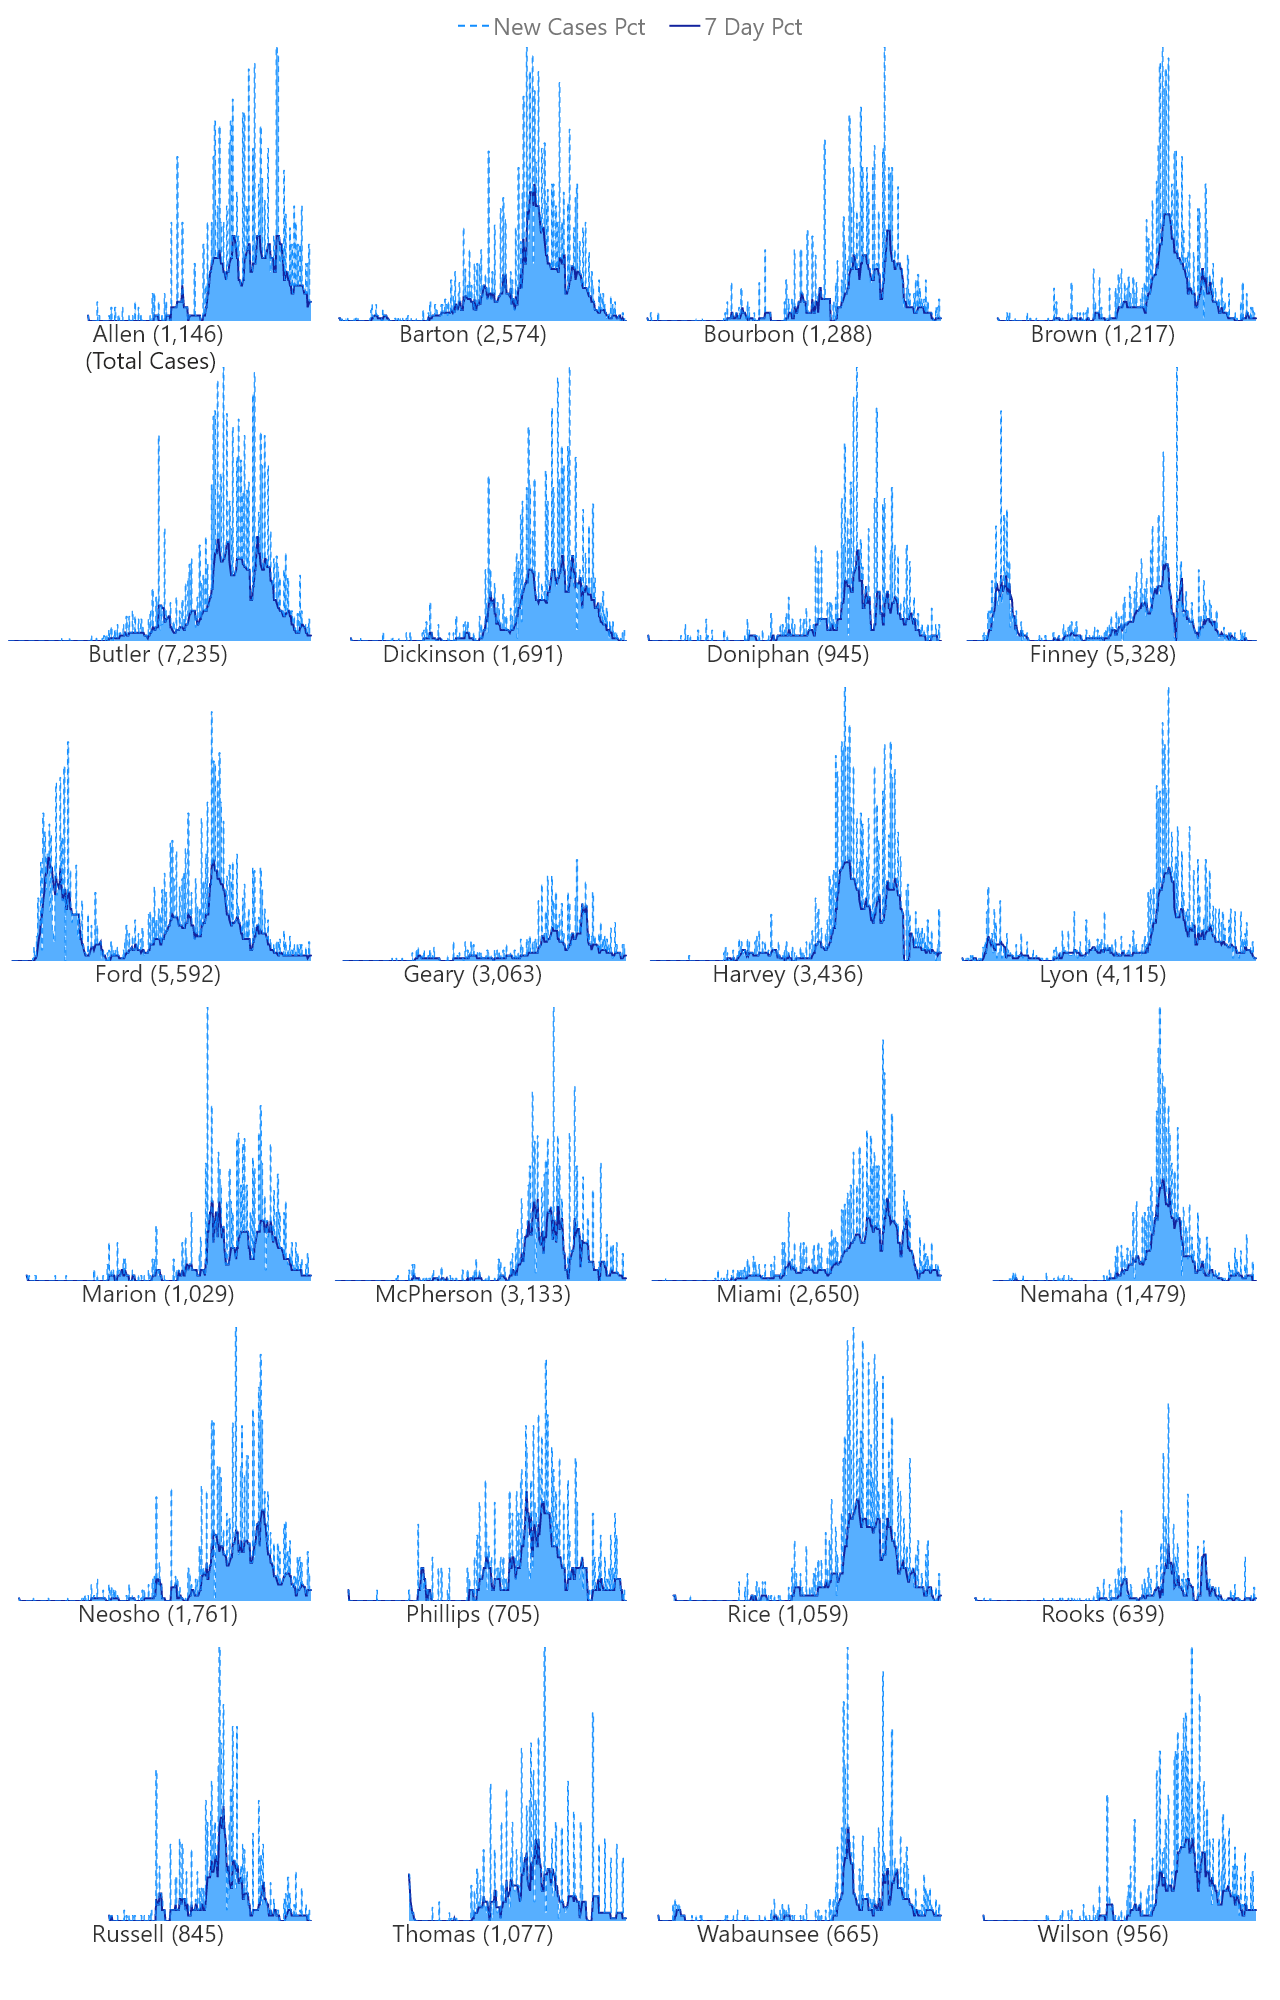 New Cases Pct 7 Day Pct
Allen (1,146) Barton (2,574) Bourbon (1,288) Brown (1,217)
(Total Cases)
Butler (7,235) Dickinson (1,691) Doniphan (945) Finney (5,328)
Ford (5,592) Geary (3,063) Harvey (3,436) Lyon (4,115)
Marion (1,029) McPherson (3,133) Miami (2,650) Nemaha (1,479)
Neosho (1,761) Phillips (705) Rice (1,059) Rooks (639)
Russell (845) Thomas (1,077) Wabaunsee (665) Wilson (956)